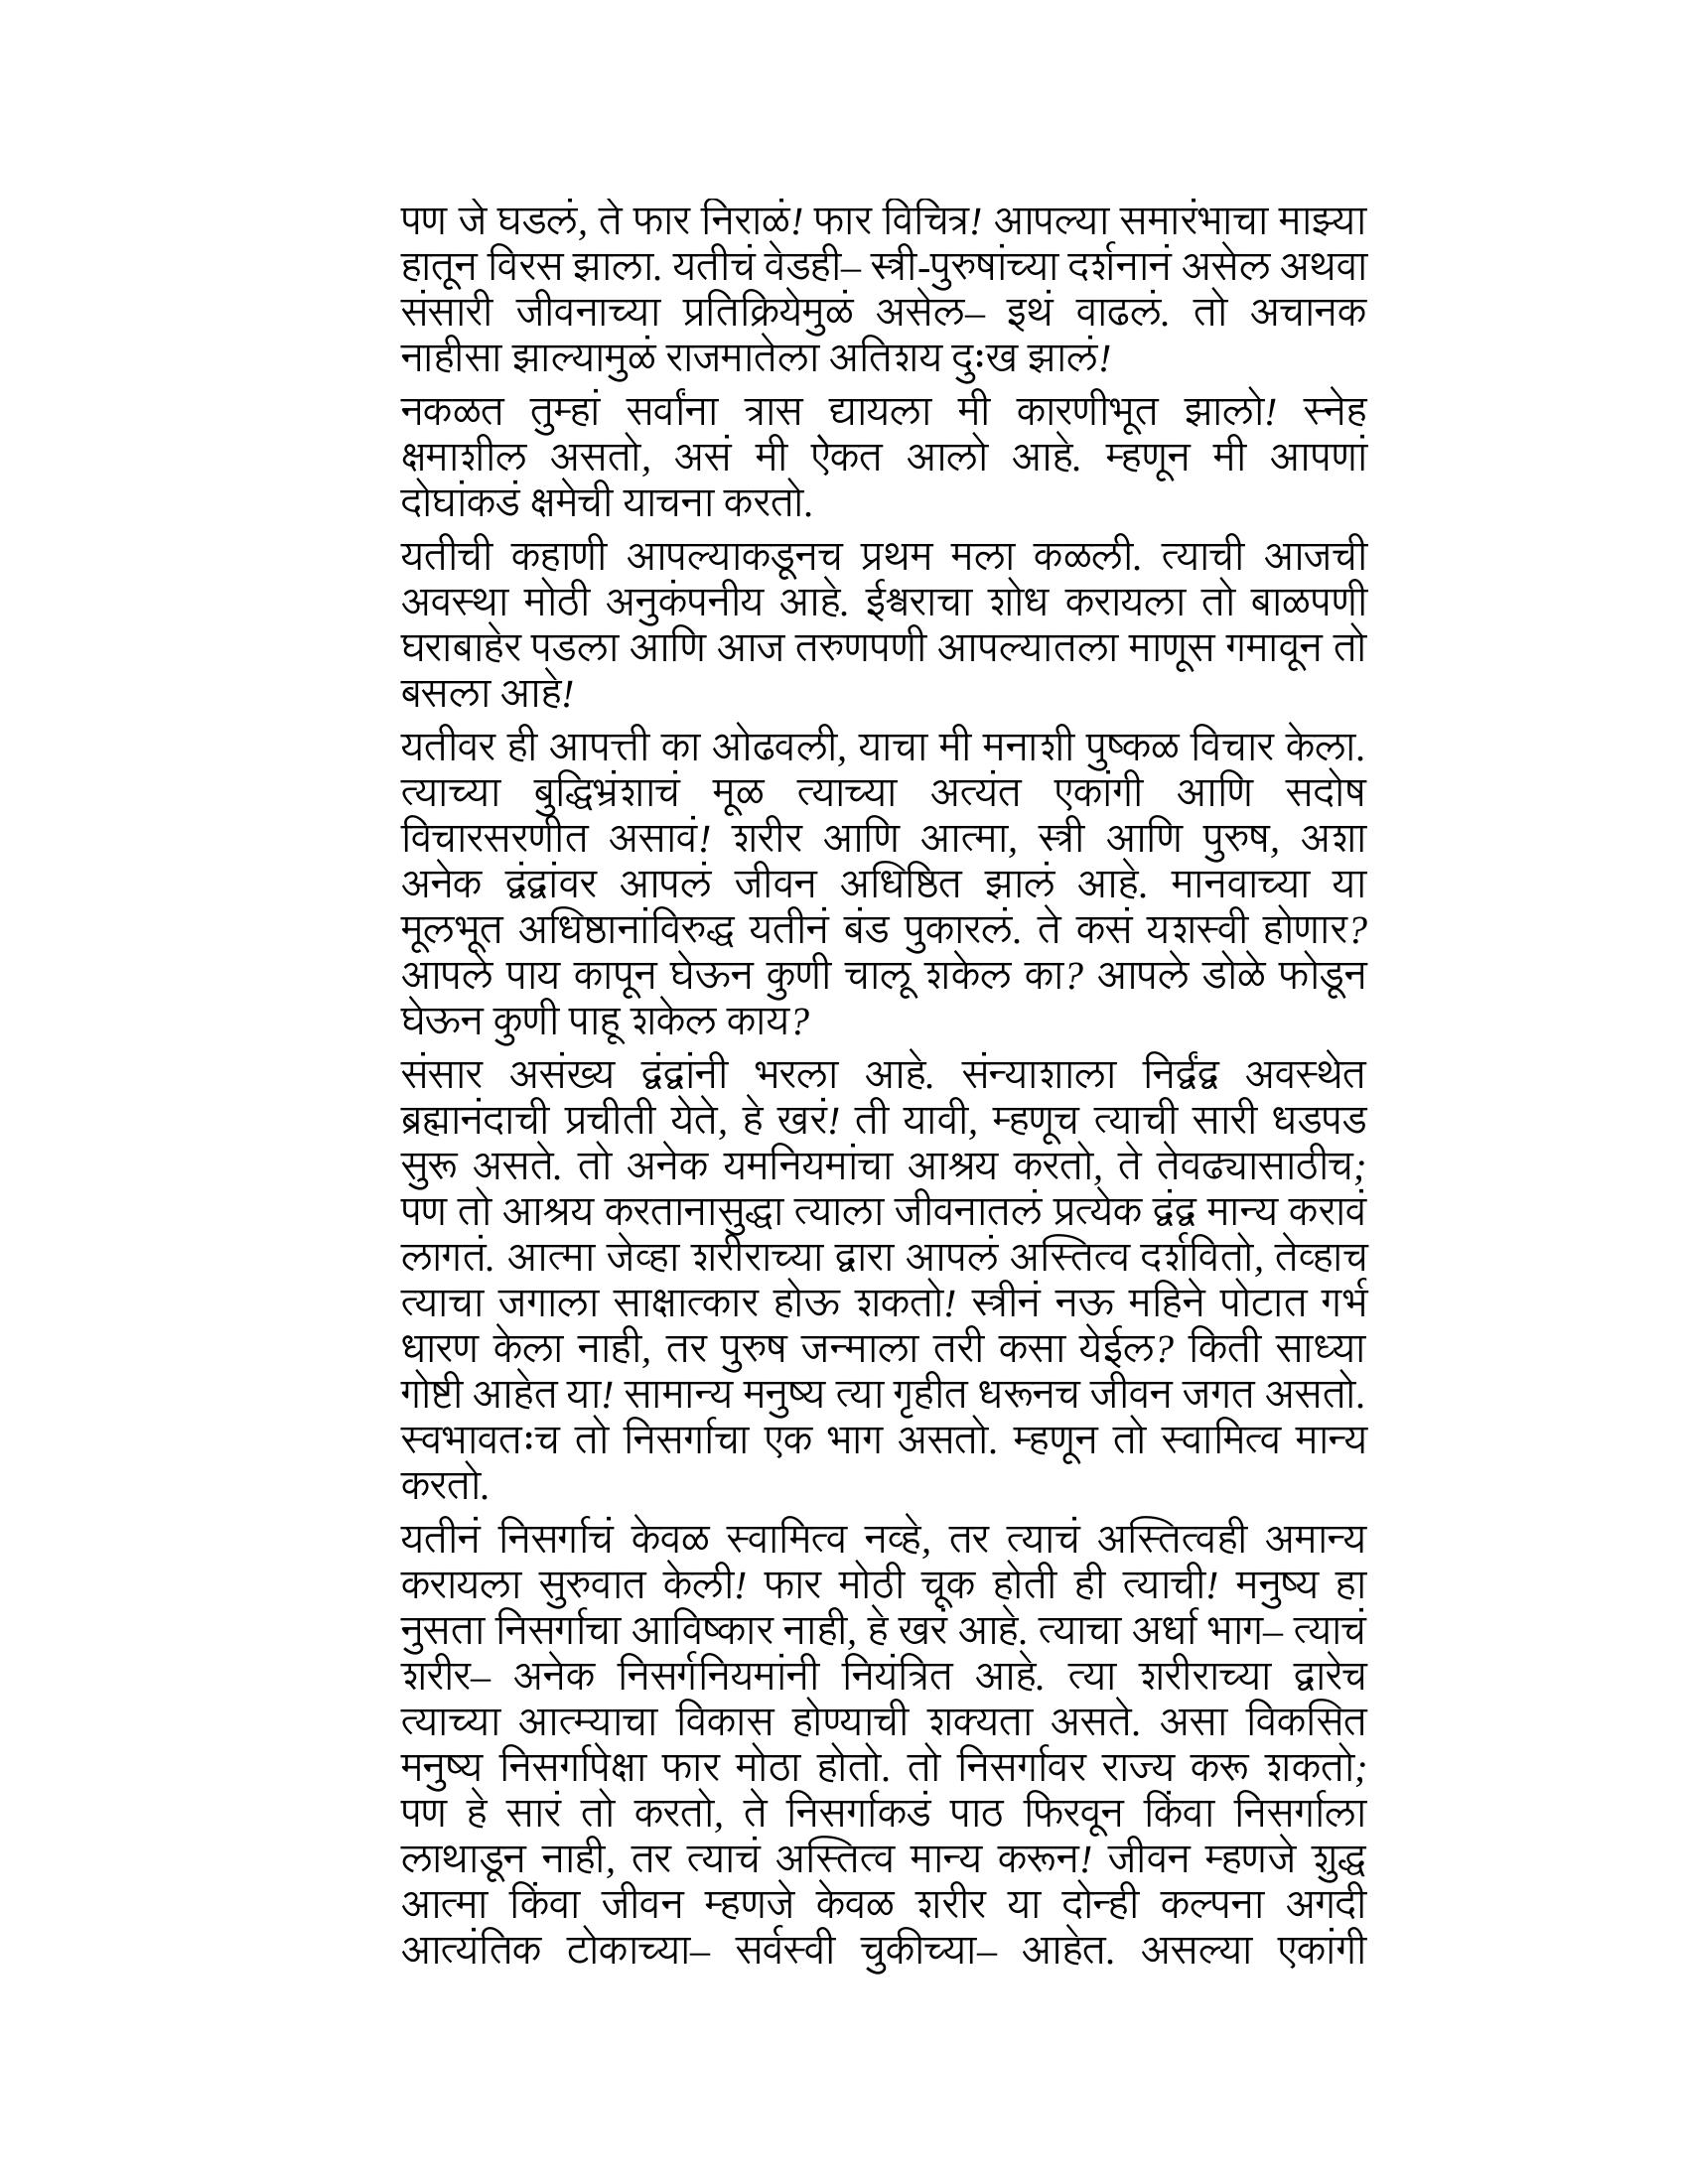 पण जे घडलं, ते फार निराळं! फार विचित्र! आपल्या समारंभाचा माझ्या
हातून विरस झाला. यतीचं वेडही– स्त्री-पुरुषांच्या दर्शनानं असेल अथवा
संसारी जीवनाच्या प्रतिक्रियेमुळं असेल– इथं वाढलं. तो अचानक
नाहीसा झाल्यामुळं राजमातेला अतिशय दुःख झालं!
नकळत तुम्हां सर्वांना त्रास द्यायला मी कारणीभूत झालो! स्नेह
क्षमाशील असतो, असं मी ऐकत आलो आहे. म्हणून मी आपणां
दोघांकडं क्षमेची याचना करतो.
यतीची कहाणी आपल्याकडूनच प्रथम मला कळली. त्याची आजची
अवस्था मोठी अनुकंपनीय आहे. ईश्वराचा शोध करायला तो बाळपणी
घराबाहेर पडला आणि आज तरुणपणी आपल्यातला माणूस गमावून तो
बसला आहे!
यतीवर ही आपत्ती का ओढवली, याचा मी मनाशी पुष्कळ विचार केला.
त्याच्या बुद्धिभ्रंशाचं मूळ त्याच्या अत्यंत एकांगी आणि सदोष
विचारसरणीत असावं! शरीर आणि आत्मा, स्त्री आणि पुरुष, अशा
अनेक द्वंद्वांवर आपलं जीवन अधिष्ठित झालं आहे. मानवाच्या या
मूलभूत अधिष्ठानांविरुद्ध यतीनं बंड पुकारलं. ते कसं यशस्वी होणार?
आपले पाय कापून घेऊन कुणी चालू शकेल का? आपले डोळे फोडून
घेऊन कुणी पाहू शकेल काय?
संसार असंख्य द्वंद्वांनी भरला आहे. संन्याशाला निर्द्वंद्व अवस्थेत
ब्रह्मानंदाची प्रचीती येते, हे खरं! ती यावी, म्हणूच त्याची सारी धडपड
सुरू असते. तो अनेक यमनियमांचा आश्रय करतो, ते तेवढ्यासाठीच;
पण तो आश्रय करतानासुद्धा त्याला जीवनातलं प्रत्येक द्वंद्व मान्य करावं
लागतं. आत्मा जेव्हा शरीराच्या द्वारा आपलं अस्तित्व दर्शवितो, तेव्हाच
त्याचा जगाला साक्षात्कार होऊ शकतो! स्त्रीनं नऊ महिने पोटात गर्भ
धारण केला नाही, तर पुरुष जन्माला तरी कसा येईल? किती साध्या
गोष्टी आहेत या! सामान्य मनुष्य त्या गृहीत धरूनच जीवन जगत असतो.
स्वभावतःच तो निसर्गाचा एक भाग असतो. म्हणून तो स्वामित्व मान्य
करतो.
यतीनं निसर्गाचं केवळ स्वामित्व नव्हे, तर त्याचं अस्तित्वही अमान्य
करायला सुरुवात केली! फार मोठी चूक होती ही त्याची! मनुष्य हा
नुसता निसर्गाचा आविष्कार नाही, हे खरं आहे. त्याचा अर्धा भाग– त्याचं
शरीर– अनेक निसर्गनियमांनी नियंत्रित आहे. त्या शरीराच्या द्वारेच
त्याच्या आत्म्याचा विकास होण्याची शक्यता असते. असा विकसित
मनुष्य निसर्गापेक्षा फार मोठा होतो. तो निसर्गावर राज्य करू शकतो;
पण हे सारं तो करतो, ते निसर्गाकडं पाठ फिरवून किंवा निसर्गाला
लाथाडून नाही, तर त्याचं अस्तित्व मान्य करून! जीवन म्हणजे शुद्ध
आत्मा किंवा जीवन म्हणजे केवळ शरीर या दोन्ही कल्पना अगदी
आत्यंतिक टोकाच्या– सर्वस्वी चुकीच्या– आहेत. असल्या एकांगी